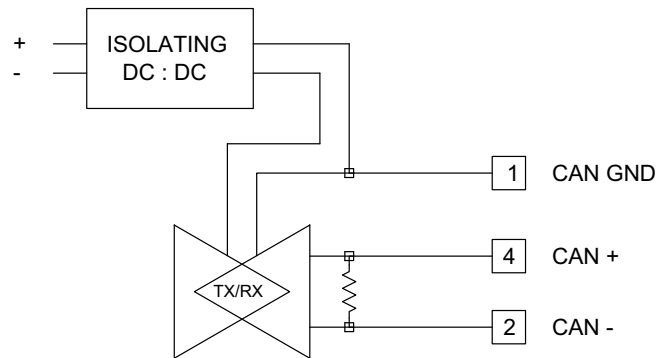 +
-
ISOLATING
DC : DC
1 CAN GND
4 CAN +
TX/RX
2 CAN -